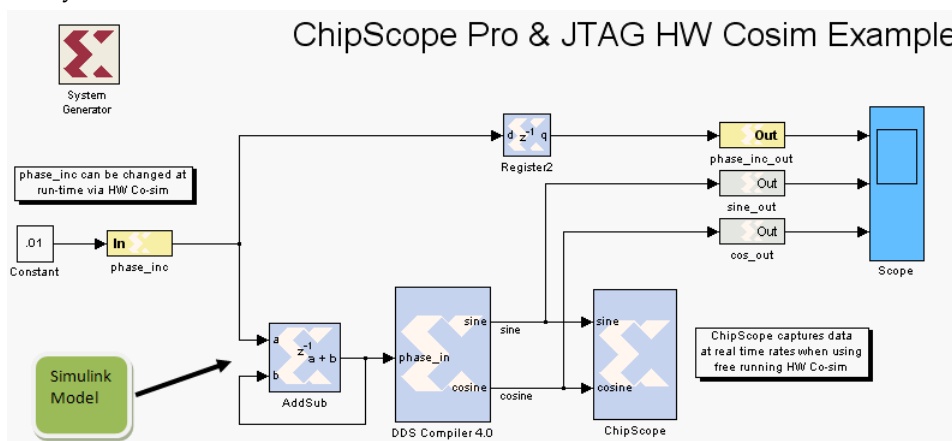 ChipScope Pro & JTAG HW Cosim Example
System
Generator
phase_inc can be changed at
run-time via HW Co-sim
d z⁻¹ q
Register2
Out
phase_inc_out
Out
sine_out
Out
cos_out
Scope
.01
Constant
In
phase_inc
a
b
z⁻¹ a + b
AddSub
phase_in
sine
cosine
DDS Compiler 4.0
sine
cosine
sine
cosine
ChipScope
ChipScope captures data
at real time rates when using
free running HW Co-sim
Simulink
Model